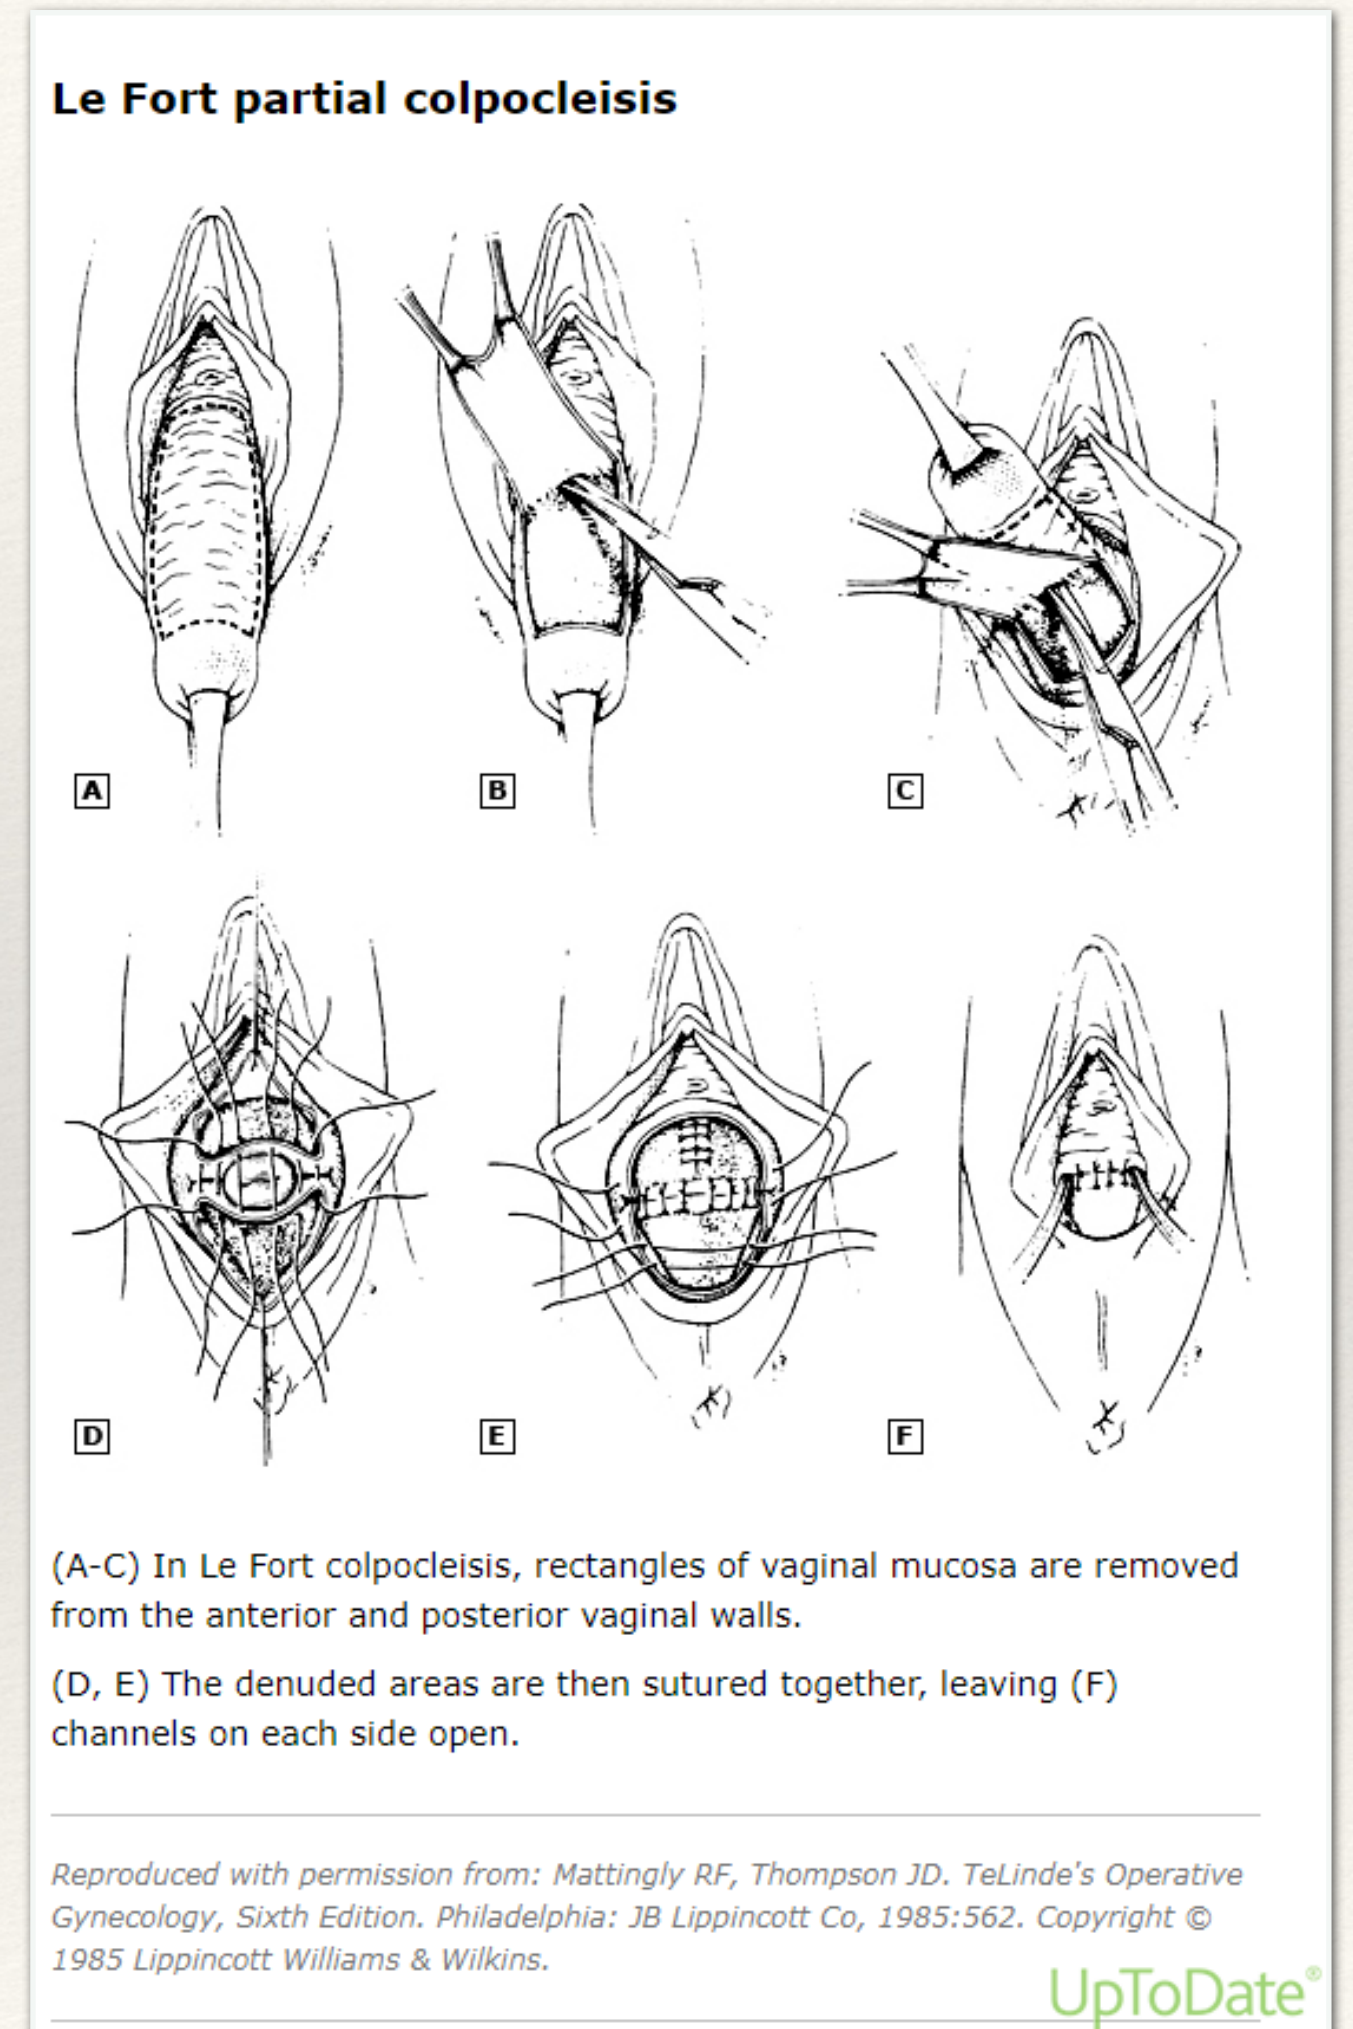 Le Fort partial colpocleisis
A
B
C
D
E
F
(A-C) In Le Fort colpocleisis, rectangles of vaginal mucosa are removed
from the anterior and posterior vaginal walls.
(D, E) The denuded areas are then sutured together, leaving (F)
channels on each side open.
Reproduced with permission from: Mattingly RF, Thompson JD. TeLinde's Operative
Gynecology, Sixth Edition. Philadelphia: JB Lippincott Co, 1985:562. Copyright ©
1985 Lippincott Williams & Wilkins.
UpToDate®